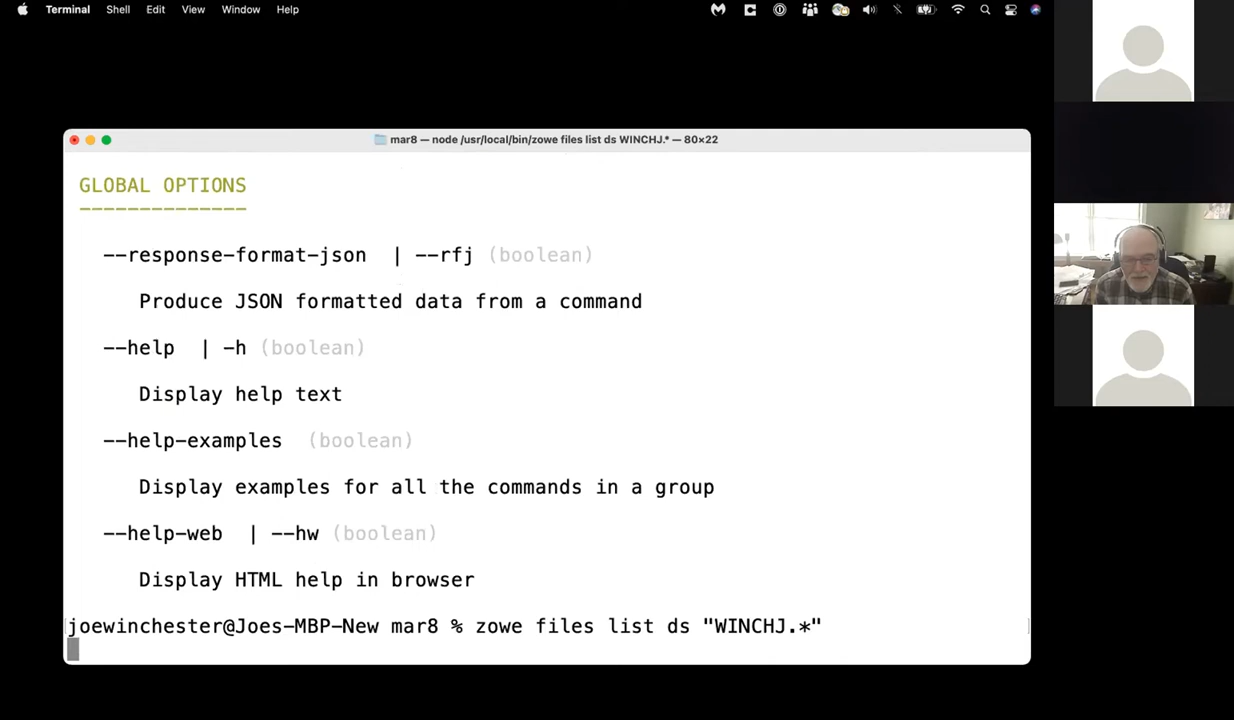 Terminal Shell Edit View Window Help
mar8 — node /usr/local/bin/zowe files list ds WINCHJ.* — 80×22
GLOBAL OPTIONS
--------------
--response-format-json | --rfj (boolean)
Produce JSON formatted data from a command
--help | -h (boolean)
Display help text
--help-examples (boolean)
Display examples for all the commands in a group
--help-web | --hw (boolean)
Display HTML help in browser
joewinchester@Joes-MBP-New mar8 % zowe files list ds "WINCHJ.*"